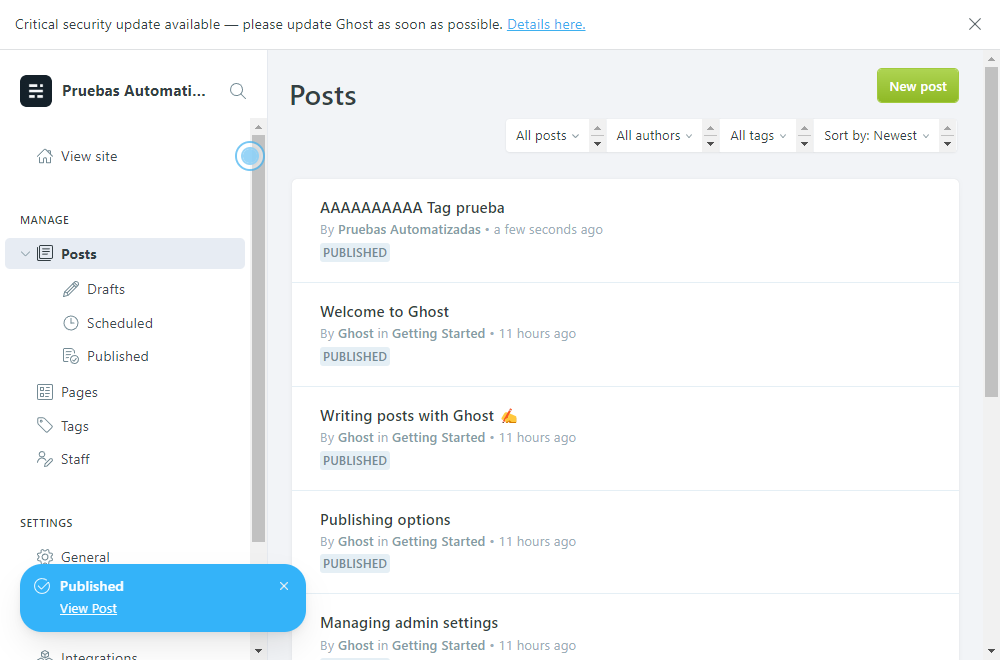 Critical security update available — please update Ghost as soon as possible. Details here.
Pruebas Automati...
View site
MANAGE
Posts
Drafts
Scheduled
Published
Pages
Tags
Staff
SETTINGS
General
Published
View Post
Integrations
Posts
New post
All posts
All authors
All tags
Sort by: Newest
AAAAAAAAAA Tag prueba
By Pruebas Automatizadas • a few seconds ago
PUBLISHED
Welcome to Ghost
By Ghost in Getting Started • 11 hours ago
PUBLISHED
Writing posts with Ghost ✍️
By Ghost in Getting Started • 11 hours ago
PUBLISHED
Publishing options
By Ghost in Getting Started • 11 hours ago
PUBLISHED
Managing admin settings
By Ghost in Getting Started • 11 hours ago